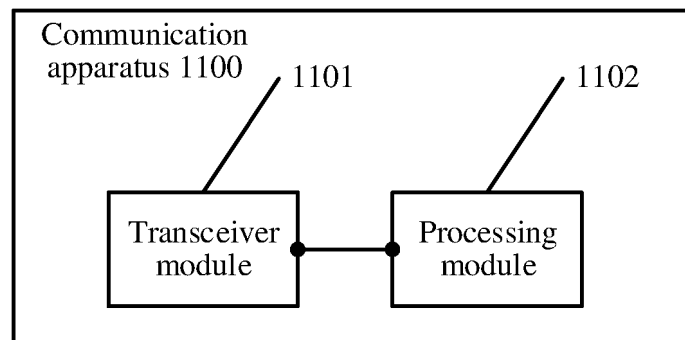 Communication
apparatus 1100
1101
1102
Transceiver
module
Processing
module